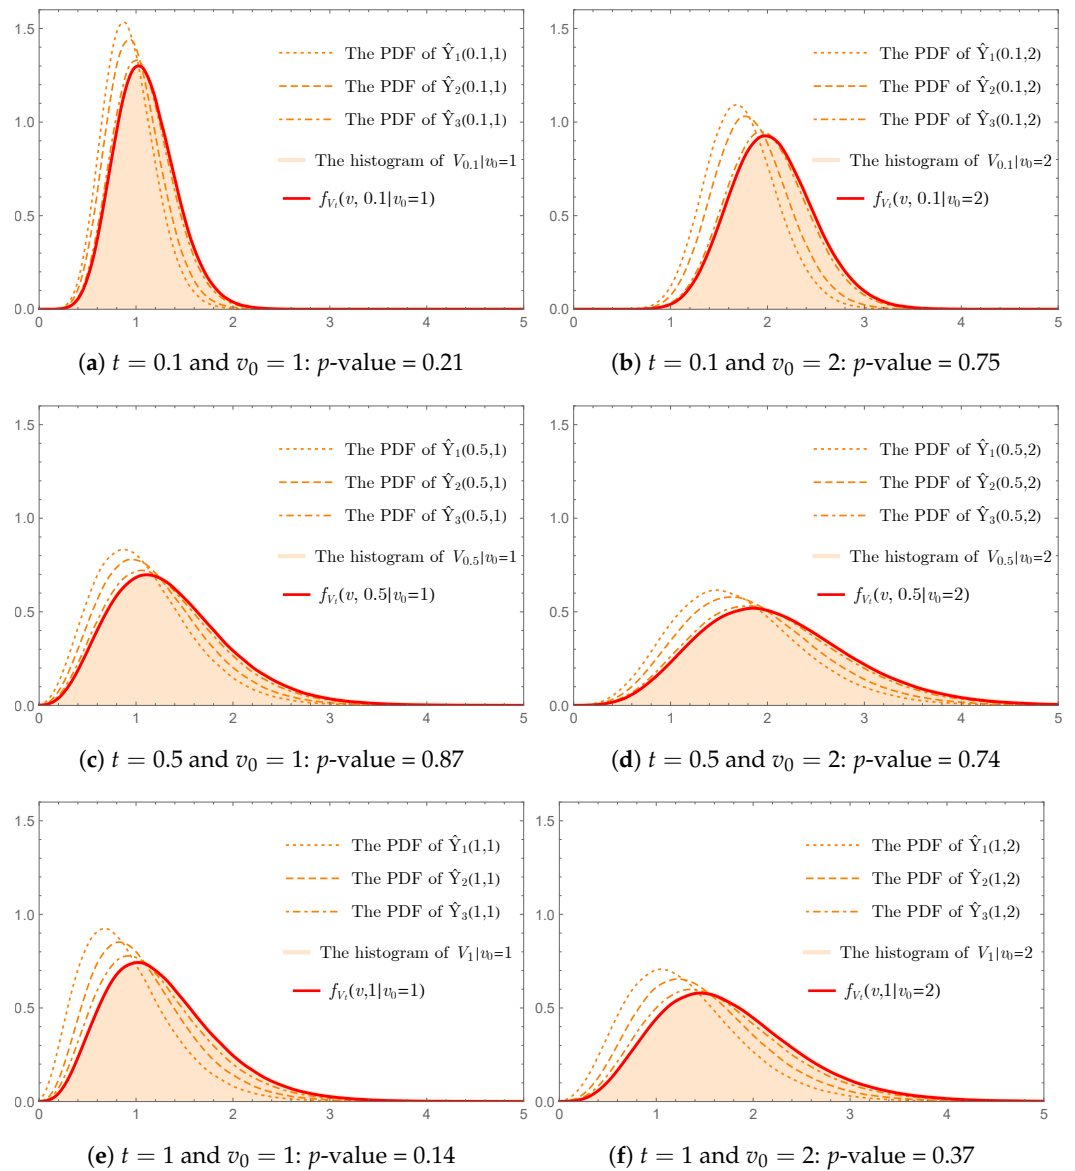 The PDF of Ŷ₁(0.1,1)
The PDF of Ŷ₂(0.1,1)
The PDF of Ŷ₃(0.1,1)
The histogram of V₀.₁|v₀=1
f_{V_t}(v, 0.1|v₀=1)
1.5
1.0
0.5
0.0
0 1 2 3 4 5
(a) t = 0.1 and v₀ = 1: p-value = 0.21
The PDF of Ŷ₁(0.1,2)
The PDF of Ŷ₂(0.1,2)
The PDF of Ŷ₃(0.1,2)
The histogram of V₀.₁|v₀=2
f_{V_t}(v, 0.1|v₀=2)
1.5
1.0
0.5
0.0
0 1 2 3 4 5
(b) t = 0.1 and v₀ = 2: p-value = 0.75
The PDF of Ŷ₁(0.5,1)
The PDF of Ŷ₂(0.5,1)
The PDF of Ŷ₃(0.5,1)
The histogram of V₀.₅|v₀=1
f_{V_t}(v, 0.5|v₀=1)
1.5
1.0
0.5
0.0
0 1 2 3 4 5
(c) t = 0.5 and v₀ = 1: p-value = 0.87
The PDF of Ŷ₁(0.5,2)
The PDF of Ŷ₂(0.5,2)
The PDF of Ŷ₃(0.5,2)
The histogram of V₀.₅|v₀=2
f_{V_t}(v, 0.5|v₀=2)
1.5
1.0
0.5
0.0
0 1 2 3 4 5
(d) t = 0.5 and v₀ = 2: p-value = 0.74
The PDF of Ŷ₁(1,1)
The PDF of Ŷ₂(1,1)
The PDF of Ŷ₃(1,1)
The histogram of V₁|v₀=1
f_{V_t}(v,1|v₀=1)
1.5
1.0
0.5
0.0
0 1 2 3 4 5
(e) t = 1 and v₀ = 1: p-value = 0.14
The PDF of Ŷ₁(1,2)
The PDF of Ŷ₂(1,2)
The PDF of Ŷ₃(1,2)
The histogram of V₁|v₀=2
f_{V_t}(v,1|v₀=2)
1.5
1.0
0.5
0.0
0 1 2 3 4 5
(f) t = 1 and v₀ = 2: p-value = 0.37